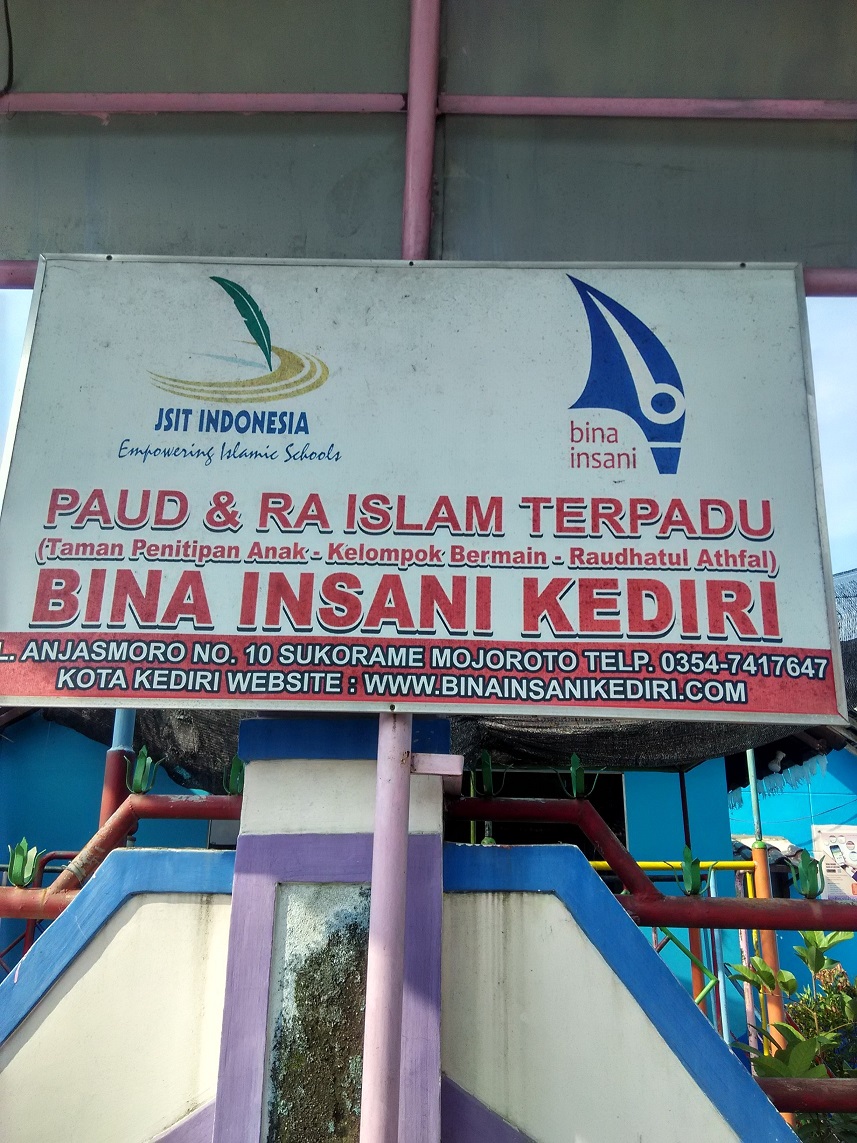 JSIT INDONESIA
Empowering Islamic Schools
bina
insani
PAUD & RA ISLAM TERPADU
(Taman Penitipan Anak - Kelompok Bermain - Raudhatul Athfal)
BINA INSANI KEDIRI
L. ANJASMORO NO. 10 SUKORAME MOJOROTO TELP. 0354-7417647
KOTA KEDIRI WEBSITE : WWW.BINAINSANIKEDIRI.COM